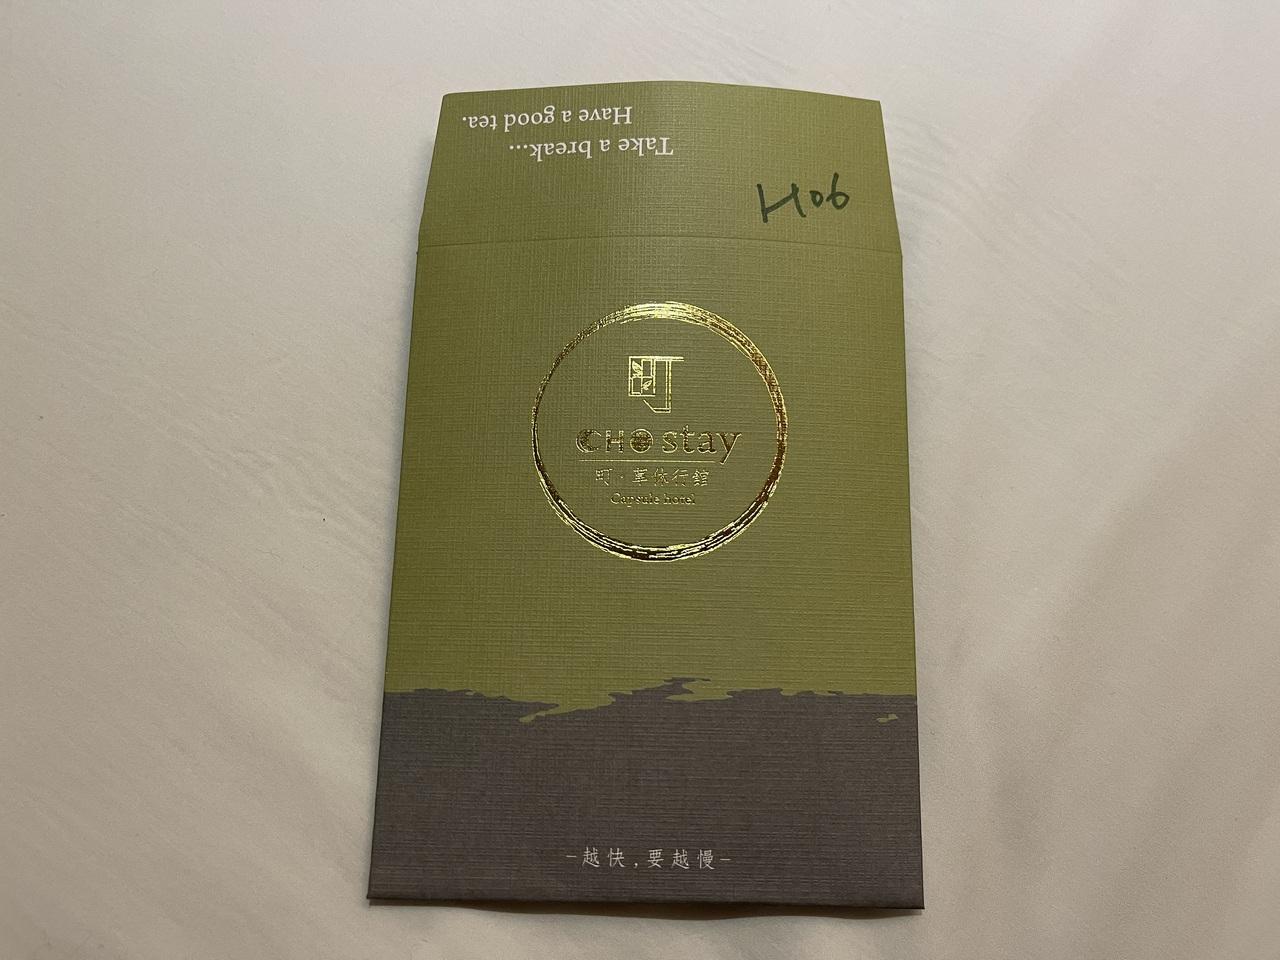 Take a break...
Have a good tea.
H06
町
CHO stay
町·草休行館
Capsule hotel
–越快,要越慢–